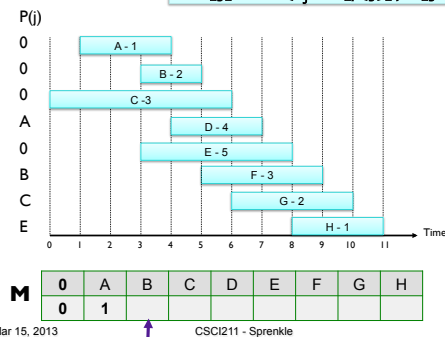 P(j)
0 A - 1
0 B - 2
0 C -3
A D - 4
0 E - 5
B F - 3
C G - 2
E H - 1
Time
0 1 2 3 4 5 6 7 8 9 10 11
M 0 A B C D E F G H
0 1
ar 15, 2013 CSCI211 - Sprenkle